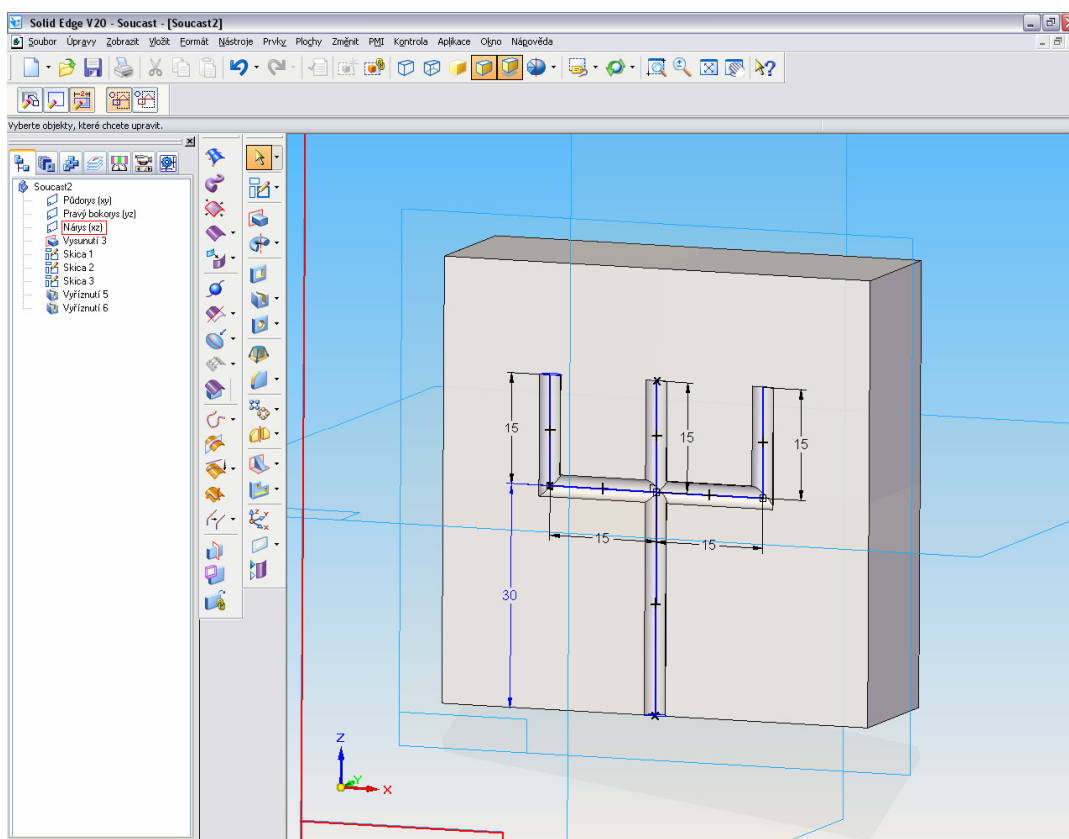 Solid Edge V20 - Soucast - [Soucast2]
Soubor Úpravy Zobrazit Vložit Formát Nástroje Prvky Plochy Změnit PMI Kontrola Aplikace Okno Nápověda
Vyberte objekty, které chcete upravit.
Soucast2
Půdorys (xy)
Pravý bokorys (yz)
Nárys (xz)
Vysunutí 3
Skica 1
Skica 2
Skica 3
Vyříznutí 5
Vyříznutí 6
15
15
15
15
15
30
Z
Y
X